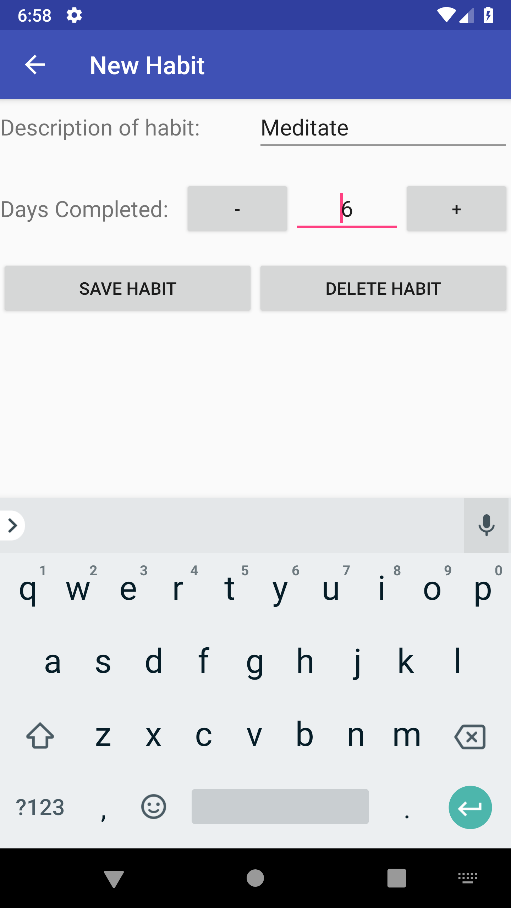 6:58
New Habit
Description of habit: Meditate
Days Completed: - 6 +
SAVE HABIT DELETE HABIT
1 2 3 4 5 6 7 8 9 0
q w e r t y u i o p
a s d f g h j k l
z x c v b n m
?123 , .